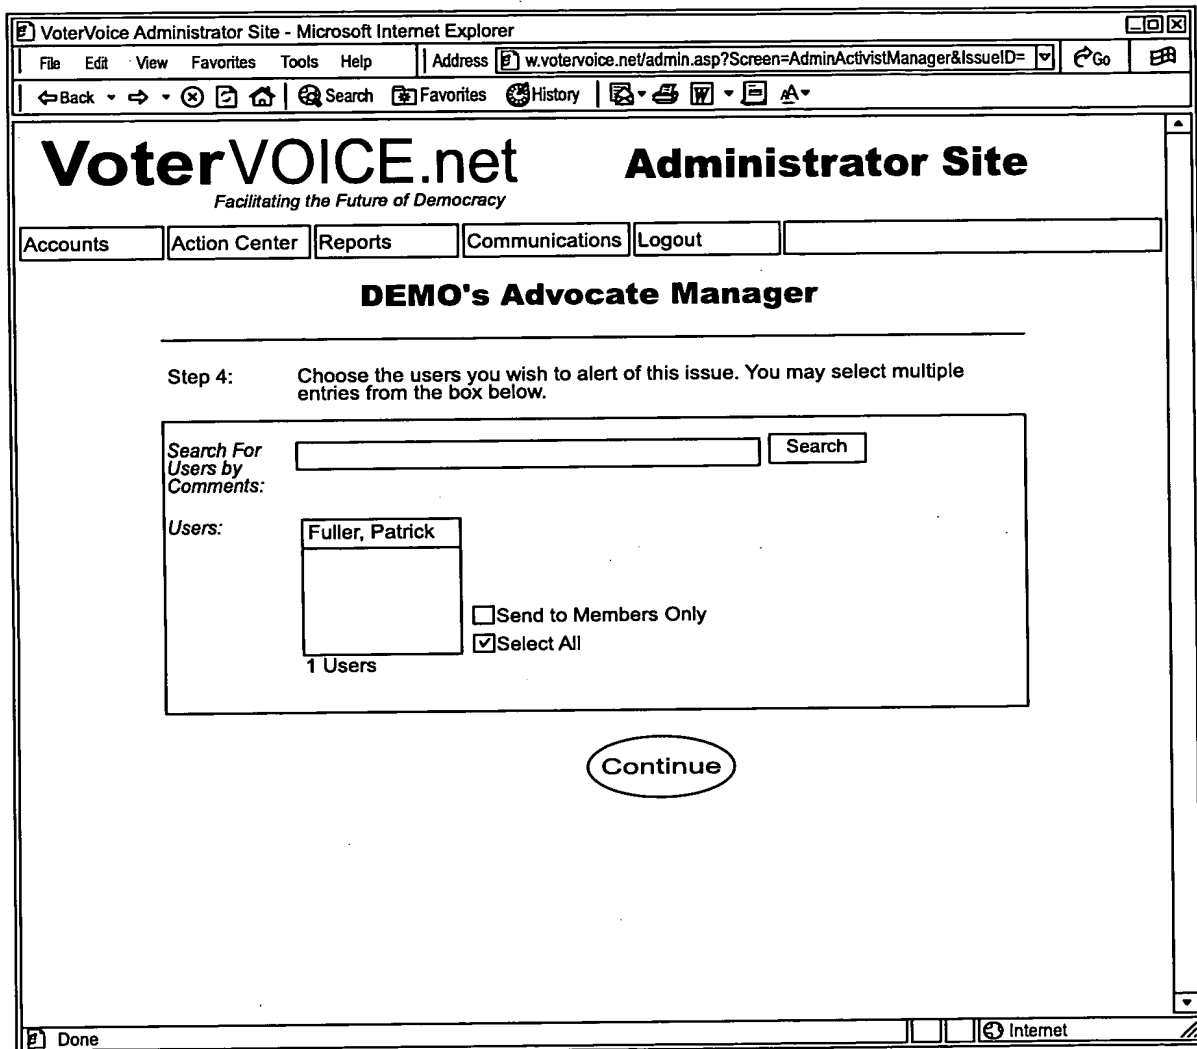 VoterVoice Administrator Site - Microsoft Internet Explorer
File Edit View Favorites Tools Help Address w.votervoice.net/admin.asp?Screen=AdminActivistManager&IssueID= Go
Back Search Favorites History
VoterVOICE.net Administrator Site
Facilitating the Future of Democracy
Accounts Action Center Reports Communications Logout
DEMO's Advocate Manager
Step 4: Choose the users you wish to alert of this issue. You may select multiple
entries from the box below.
Search For Search
Users by
Comments:
Users: Fuller, Patrick
Send to Members Only
Select All
1 Users
Continue
Done Internet